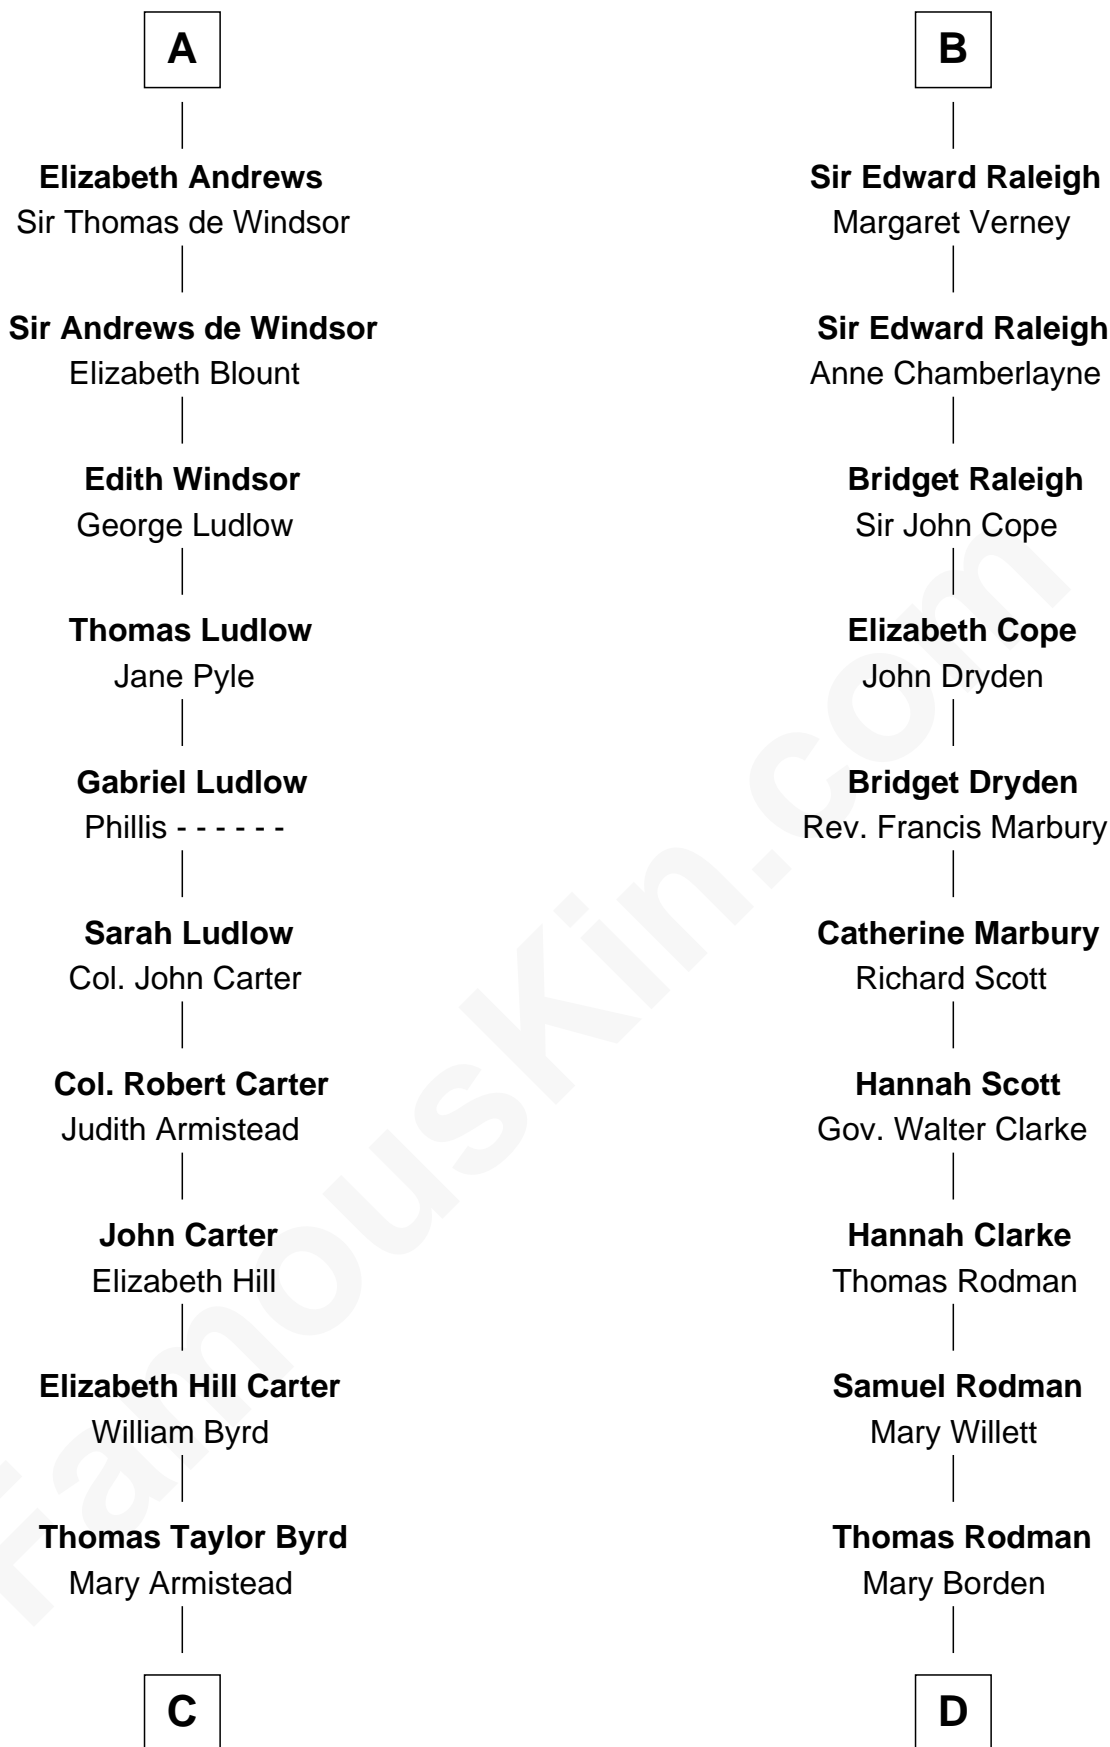 A
Elizabeth Andrews
Sir Thomas de Windsor
Sir Andrews de Windsor
Elizabeth Blount
Edith Windsor
George Ludlow
Thomas Ludlow
Jane Pyle
Gabriel Ludlow
Phillis - - - - - -
Sarah Ludlow
Col. John Carter
Col. Robert Carter
Judith Armistead
John Carter
Elizabeth Hill
Elizabeth Hill Carter
William Byrd
Thomas Taylor Byrd
Mary Armistead
C
B
Sir Edward Raleigh
Margaret Verney
Sir Edward Raleigh
Anne Chamberlayne
Bridget Raleigh
Sir John Cope
Elizabeth Cope
John Dryden
Bridget Dryden
Rev. Francis Marbury
Catherine Marbury
Richard Scott
Hannah Scott
Gov. Walter Clarke
Hannah Clarke
Thomas Rodman
Samuel Rodman
Mary Willett
Thomas Rodman
Mary Borden
D
FamousKin.com